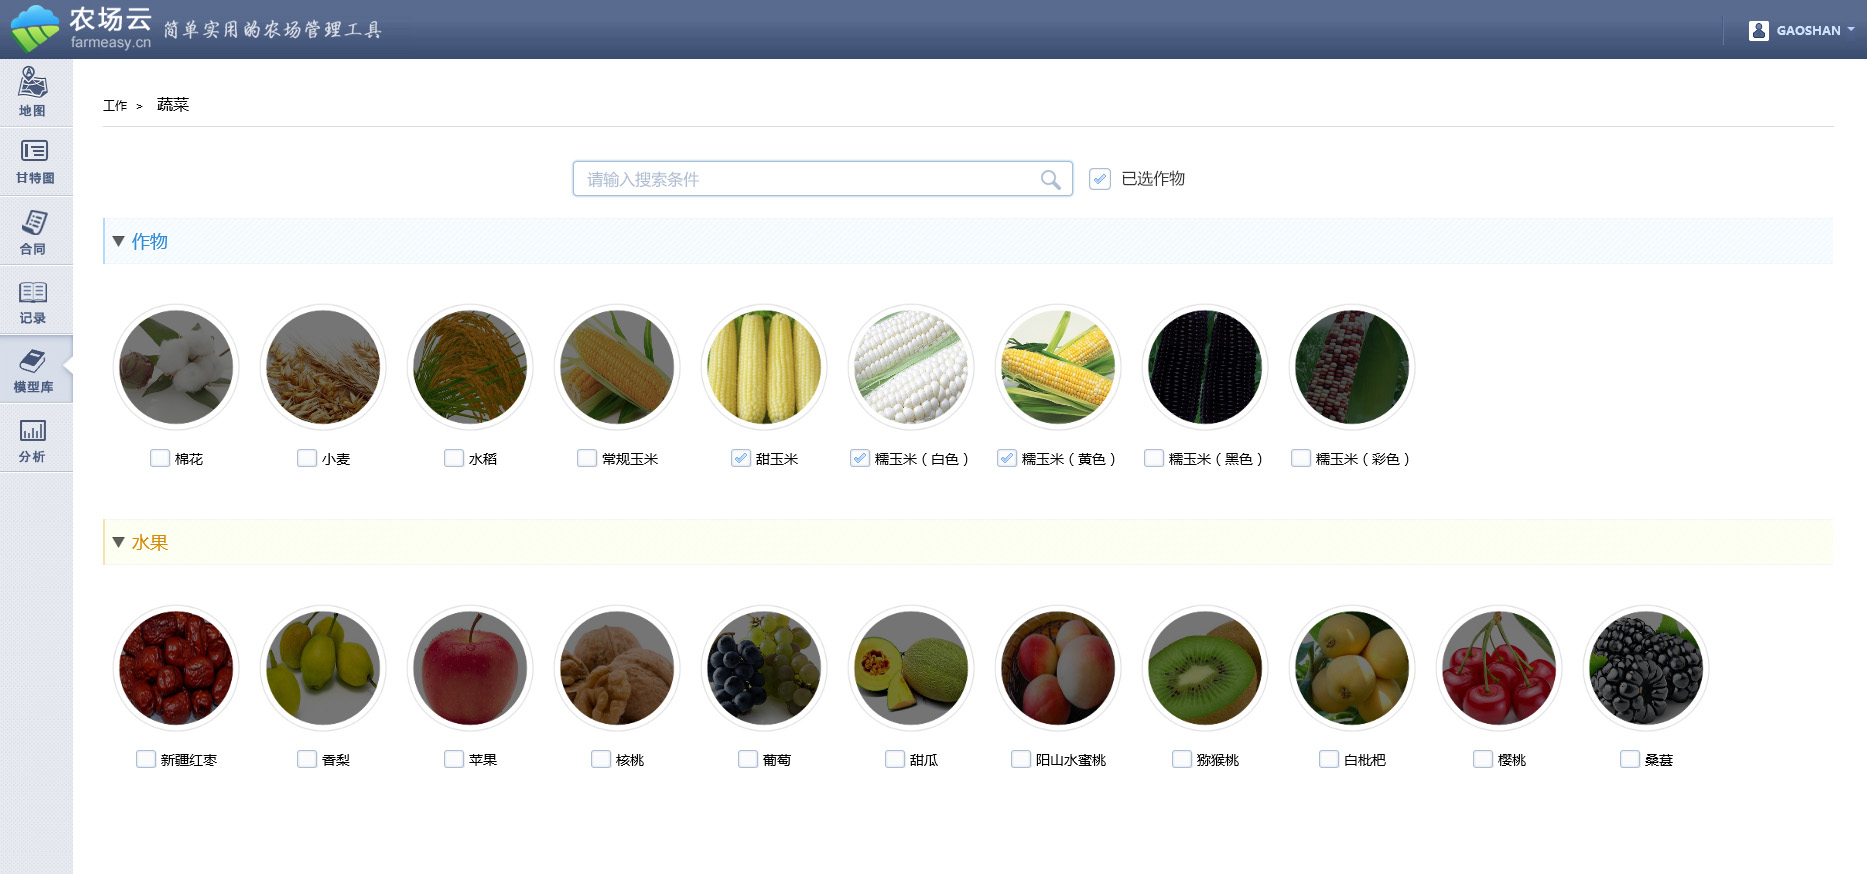 农场云
farmeasy.cn
简单实用的农场管理工具
GAOSHAN
地图
甘特图
合同
记录
模型库
分析
工作 > 蔬菜
请输入搜索条件
已选作物
作物
棉花
小麦
水稻
常规玉米
甜玉米
糯玉米（白色）
糯玉米（黄色）
糯玉米（黑色）
糯玉米（彩色）
水果
新疆红枣
香梨
苹果
核桃
葡萄
甜瓜
阳山水蜜桃
猕猴桃
白枇杷
樱桃
桑葚